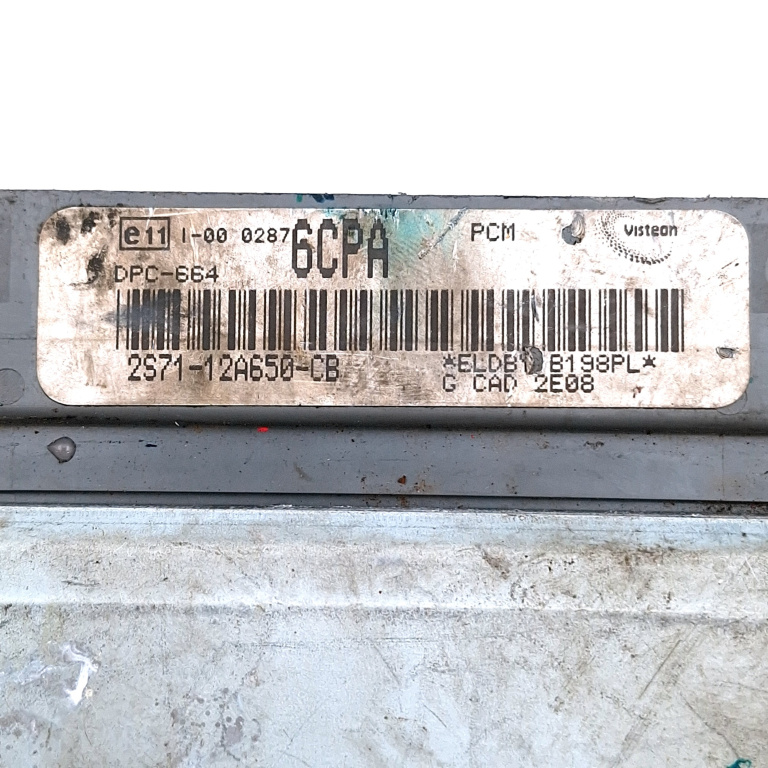 e11 I-00 0287 6CPA PCM Visteon
DPC-664
2S71-12A650-CB
G CAD 2E08